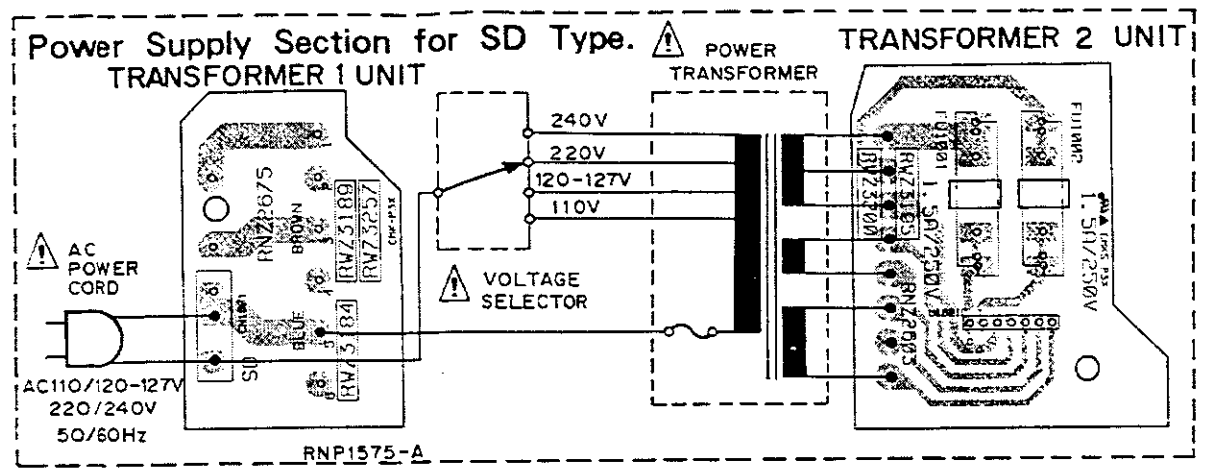 Power Supply Section for SD Type.
TRANSFORMER 1 UNIT
POWER
TRANSFORMER
TRANSFORMER 2 UNIT
240V
220V
120-127V
110V
VOLTAGE
SELECTOR
AC
POWER
CORD
AC110/120-127V
220/240V
50/60Hz
RNZ2675
BROWN
BLUE
RWZ3189
RWZ3257
RWZ3184
SD
RNP1575-A
FU1001
FU1002
1.5A/250V
1.5A/250V